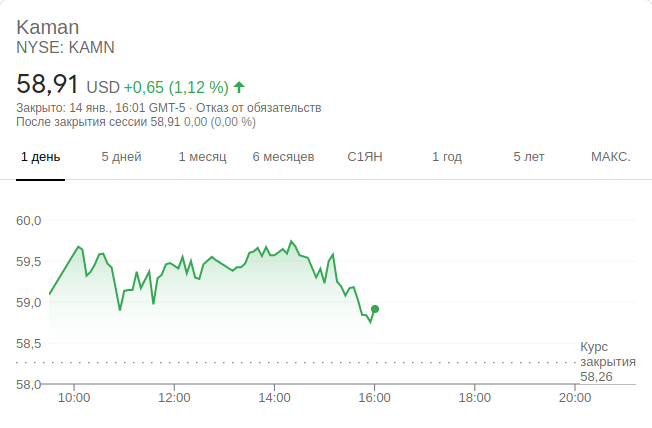 Kaman
NYSE: KAMN
58,91 USD +0,65 (1,12 %)
Закрыто: 14 янв., 16:01 GMT-5 · Отказ от обязательств
После закрытия сессии 58,91 0,00 (0,00 %)
1 день 5 дней 1 месяц 6 месяцев С1ЯН 1 год 5 лет МАКС.
60,0
59,5
59,0
58,5
Курс
закрытия
58,26
58,0
10:00 12:00 14:00 16:00 18:00 20:00